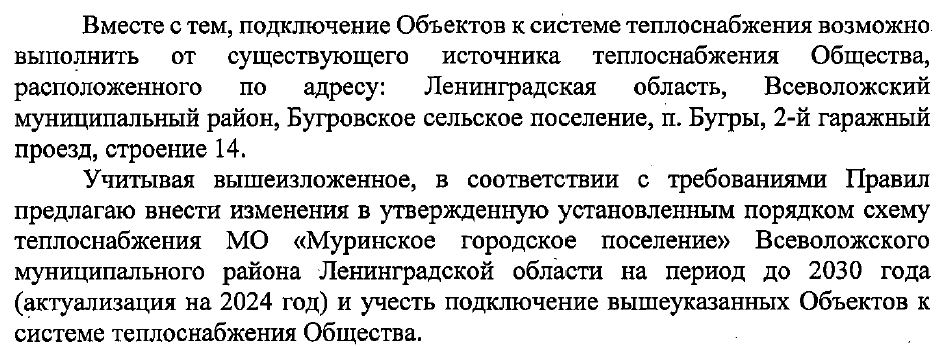 Вместе с тем, подключение Объектов к системе теплоснабжения возможно
выполнить от существующего источника теплоснабжения Общества,
расположенного по адресу: Ленинградская область, Всеволожский
муниципальный район, Бугровское сельское поселение, п. Бугры, 2-й гаражный
проезд, строение 14.
Учитывая вышеизложенное, в соответствии с требованиями Правил
предлагаю внести изменения в утвержденную установленным порядком схему
теплоснабжения МО «Муринское городское поселение» Всеволожского
муниципального района Ленинградской области на период до 2030 года
(актуализация на 2024 год) и учесть подключение вышеуказанных Объектов к
системе теплоснабжения Общества.